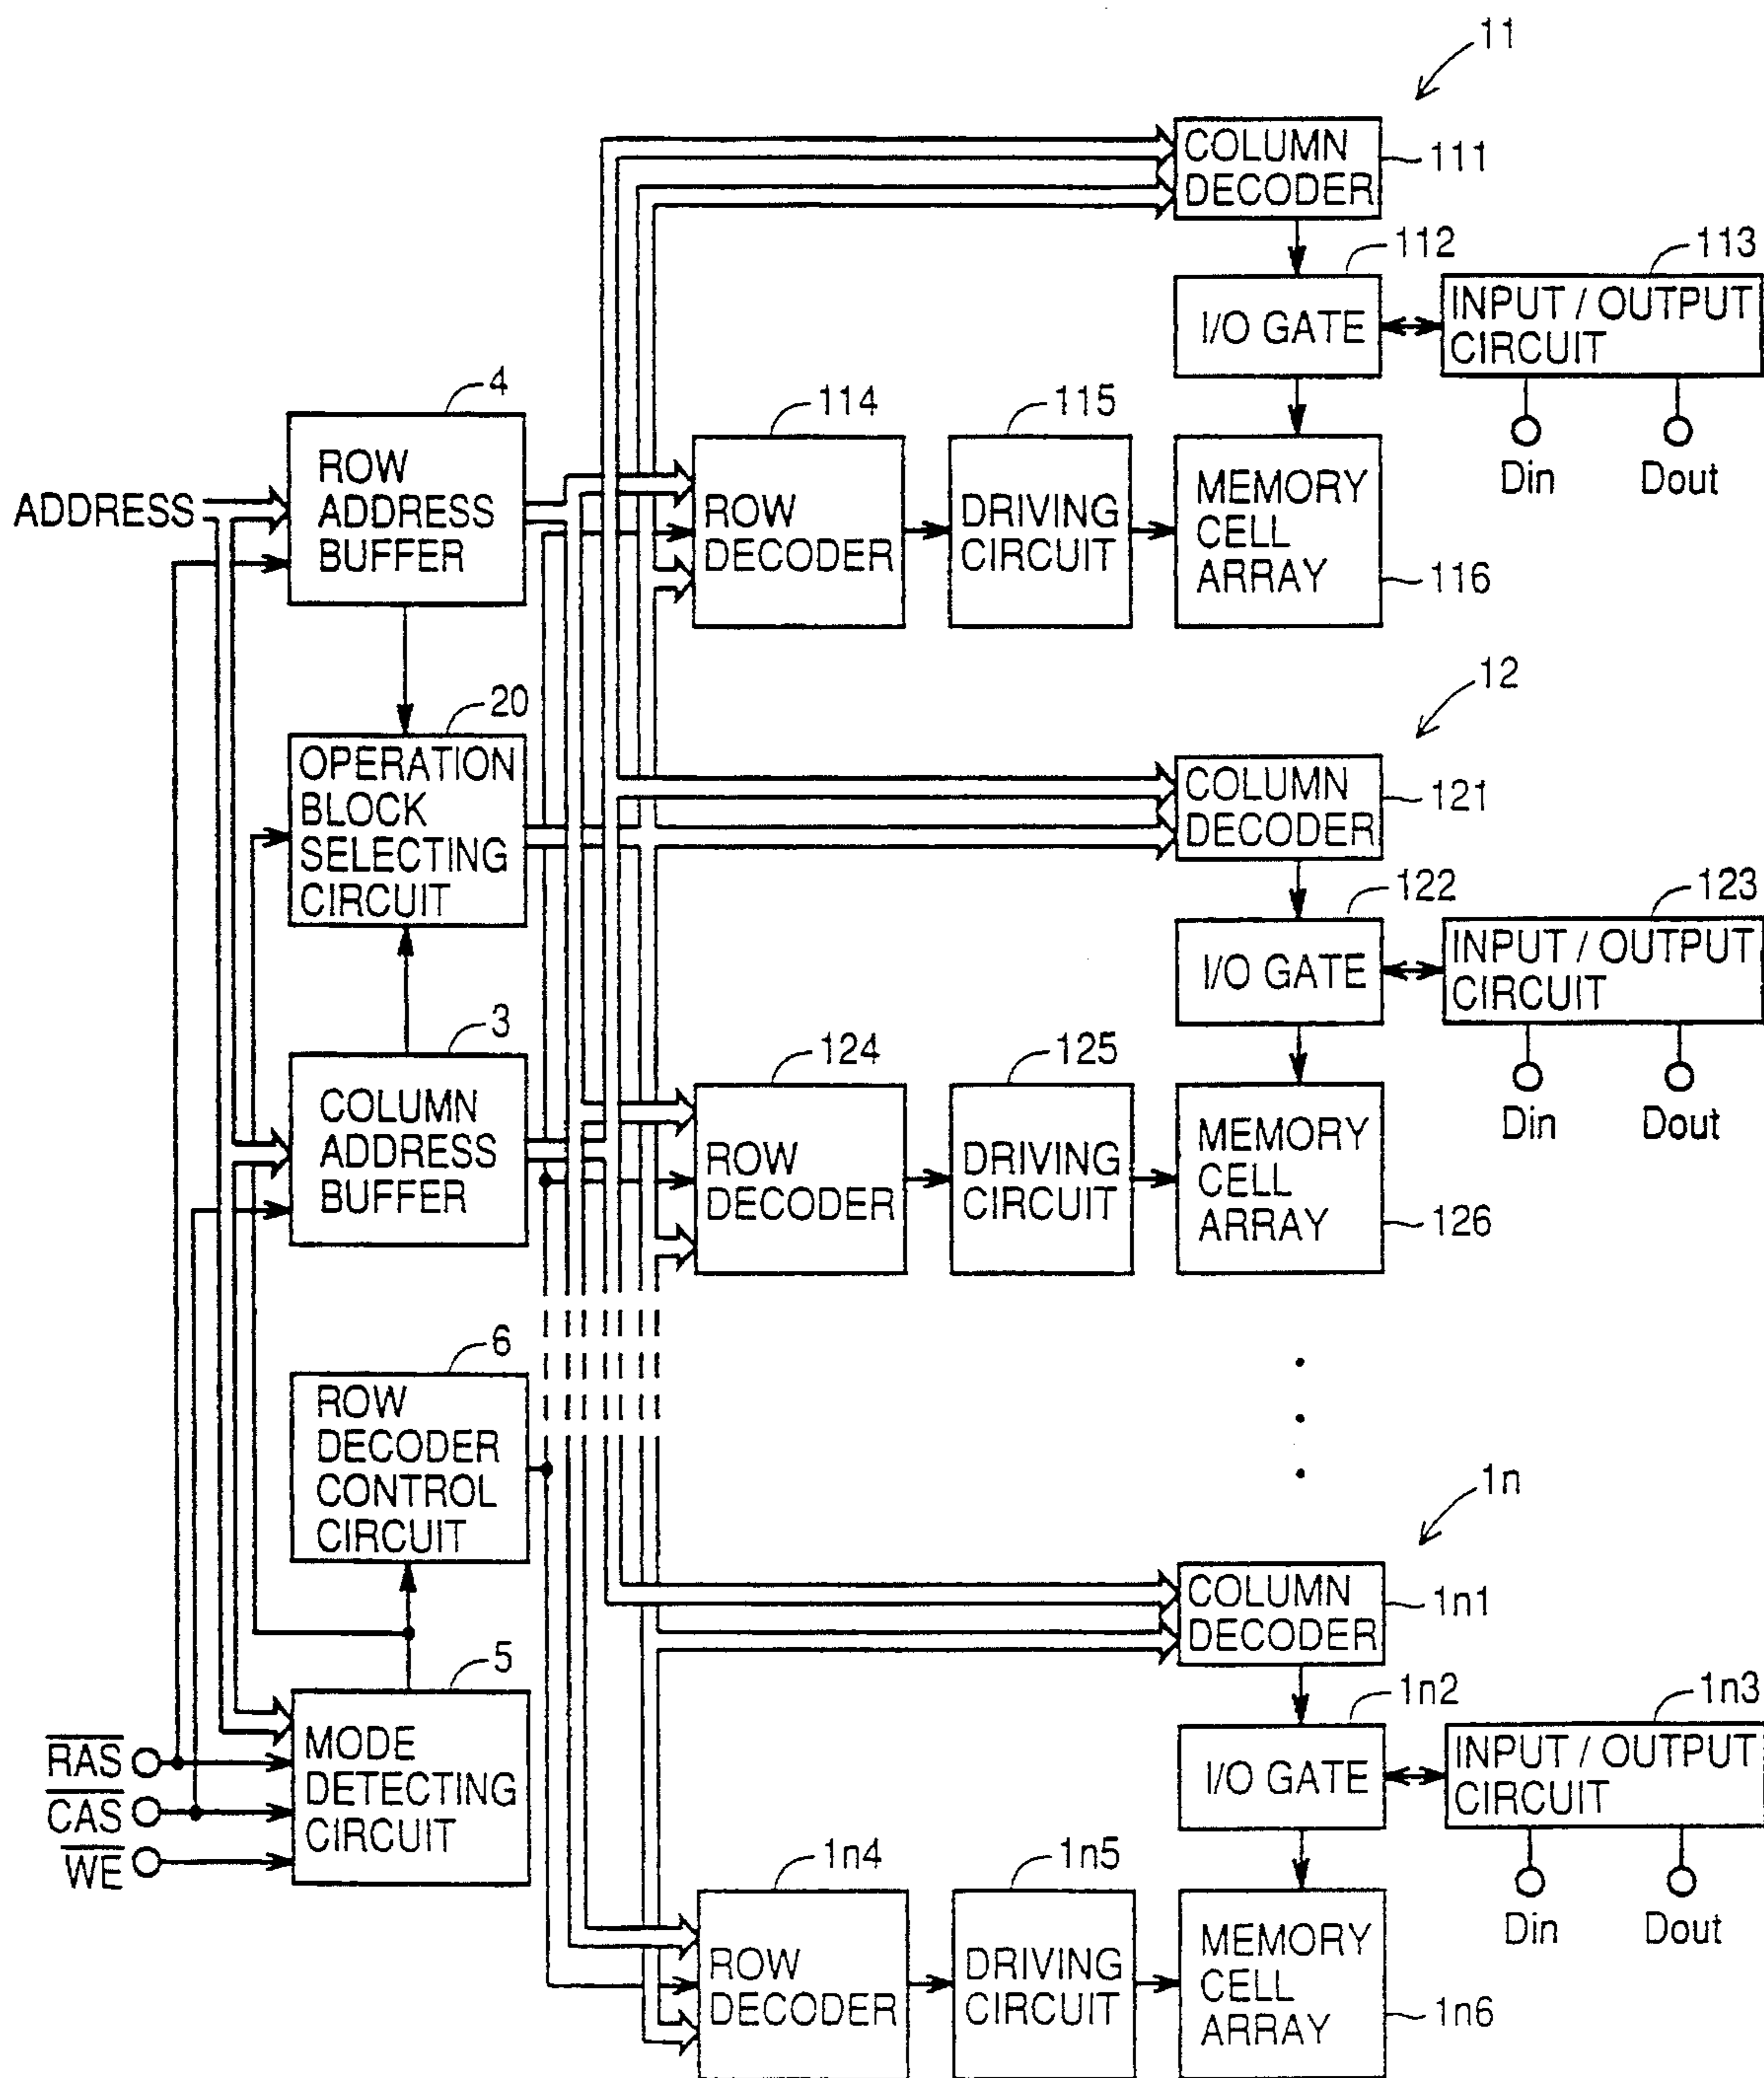 11
COLUMN
DECODER
111
112
113
I/O GATE
INPUT / OUTPUT
CIRCUIT
Din
Dout
4
114
115
ADDRESS
ROW
ADDRESS
BUFFER
ROW
DECODER
DRIVING
CIRCUIT
MEMORY
CELL
ARRAY
116
20
OPERATION
BLOCK
SELECTING
CIRCUIT
12
COLUMN
DECODER
121
122
123
I/O GATE
INPUT / OUTPUT
CIRCUIT
Din
Dout
3
124
125
COLUMN
ADDRESS
BUFFER
ROW
DECODER
DRIVING
CIRCUIT
MEMORY
CELL
ARRAY
126
6
ROW
DECODER
CONTROL
CIRCUIT
1n
COLUMN
DECODER
1n1
5
1n2
1n3
RAS
CAS
WE
MODE
DETECTING
CIRCUIT
I/O GATE
INPUT / OUTPUT
CIRCUIT
Din
Dout
1n4
1n5
ROW
DECODER
DRIVING
CIRCUIT
MEMORY
CELL
ARRAY
1n6